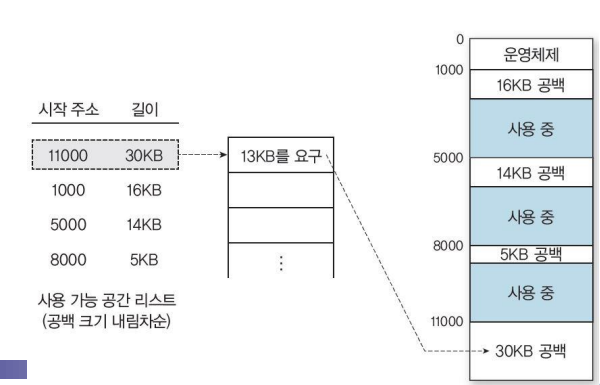 시작 주소 길이
11000 30KB
1000 16KB
5000 14KB
8000 5KB
사용 가능 공간 리스트
(공백 크기 내림차순)
13KB를 요구
⋮
0
운영체제
1000
16KB 공백
사용 중
5000
14KB 공백
사용 중
8000
5KB 공백
사용 중
11000
30KB 공백